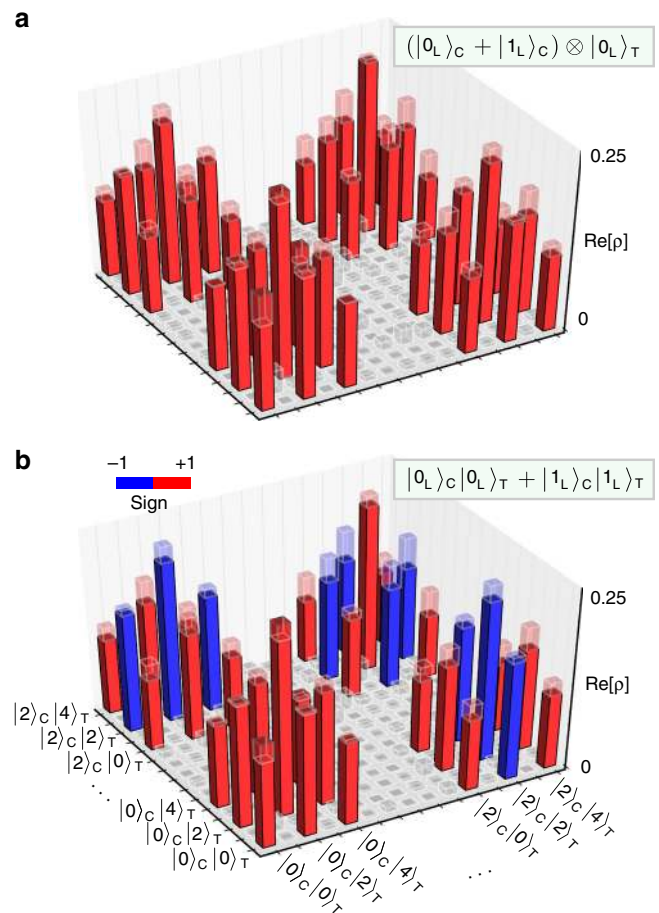 a
(|0_L⟩_C + |1_L⟩_C) ⊗ |0_L⟩_T
0.25
Re[ρ]
0
b
−1 +1
Sign
|0_L⟩_C|0_L⟩_T + |1_L⟩_C|1_L⟩_T
0.25
Re[ρ]
0
|2⟩_C|4⟩_T
|2⟩_C|2⟩_T
|2⟩_C|0⟩_T
...
|0⟩_C|4⟩_T
|0⟩_C|2⟩_T
|0⟩_C|0⟩_T
|0⟩_C|0⟩_T
|0⟩_C|2⟩_T
|0⟩_C|4⟩_T
...
|2⟩_C|0⟩_T
|2⟩_C|2⟩_T
|2⟩_C|4⟩_T